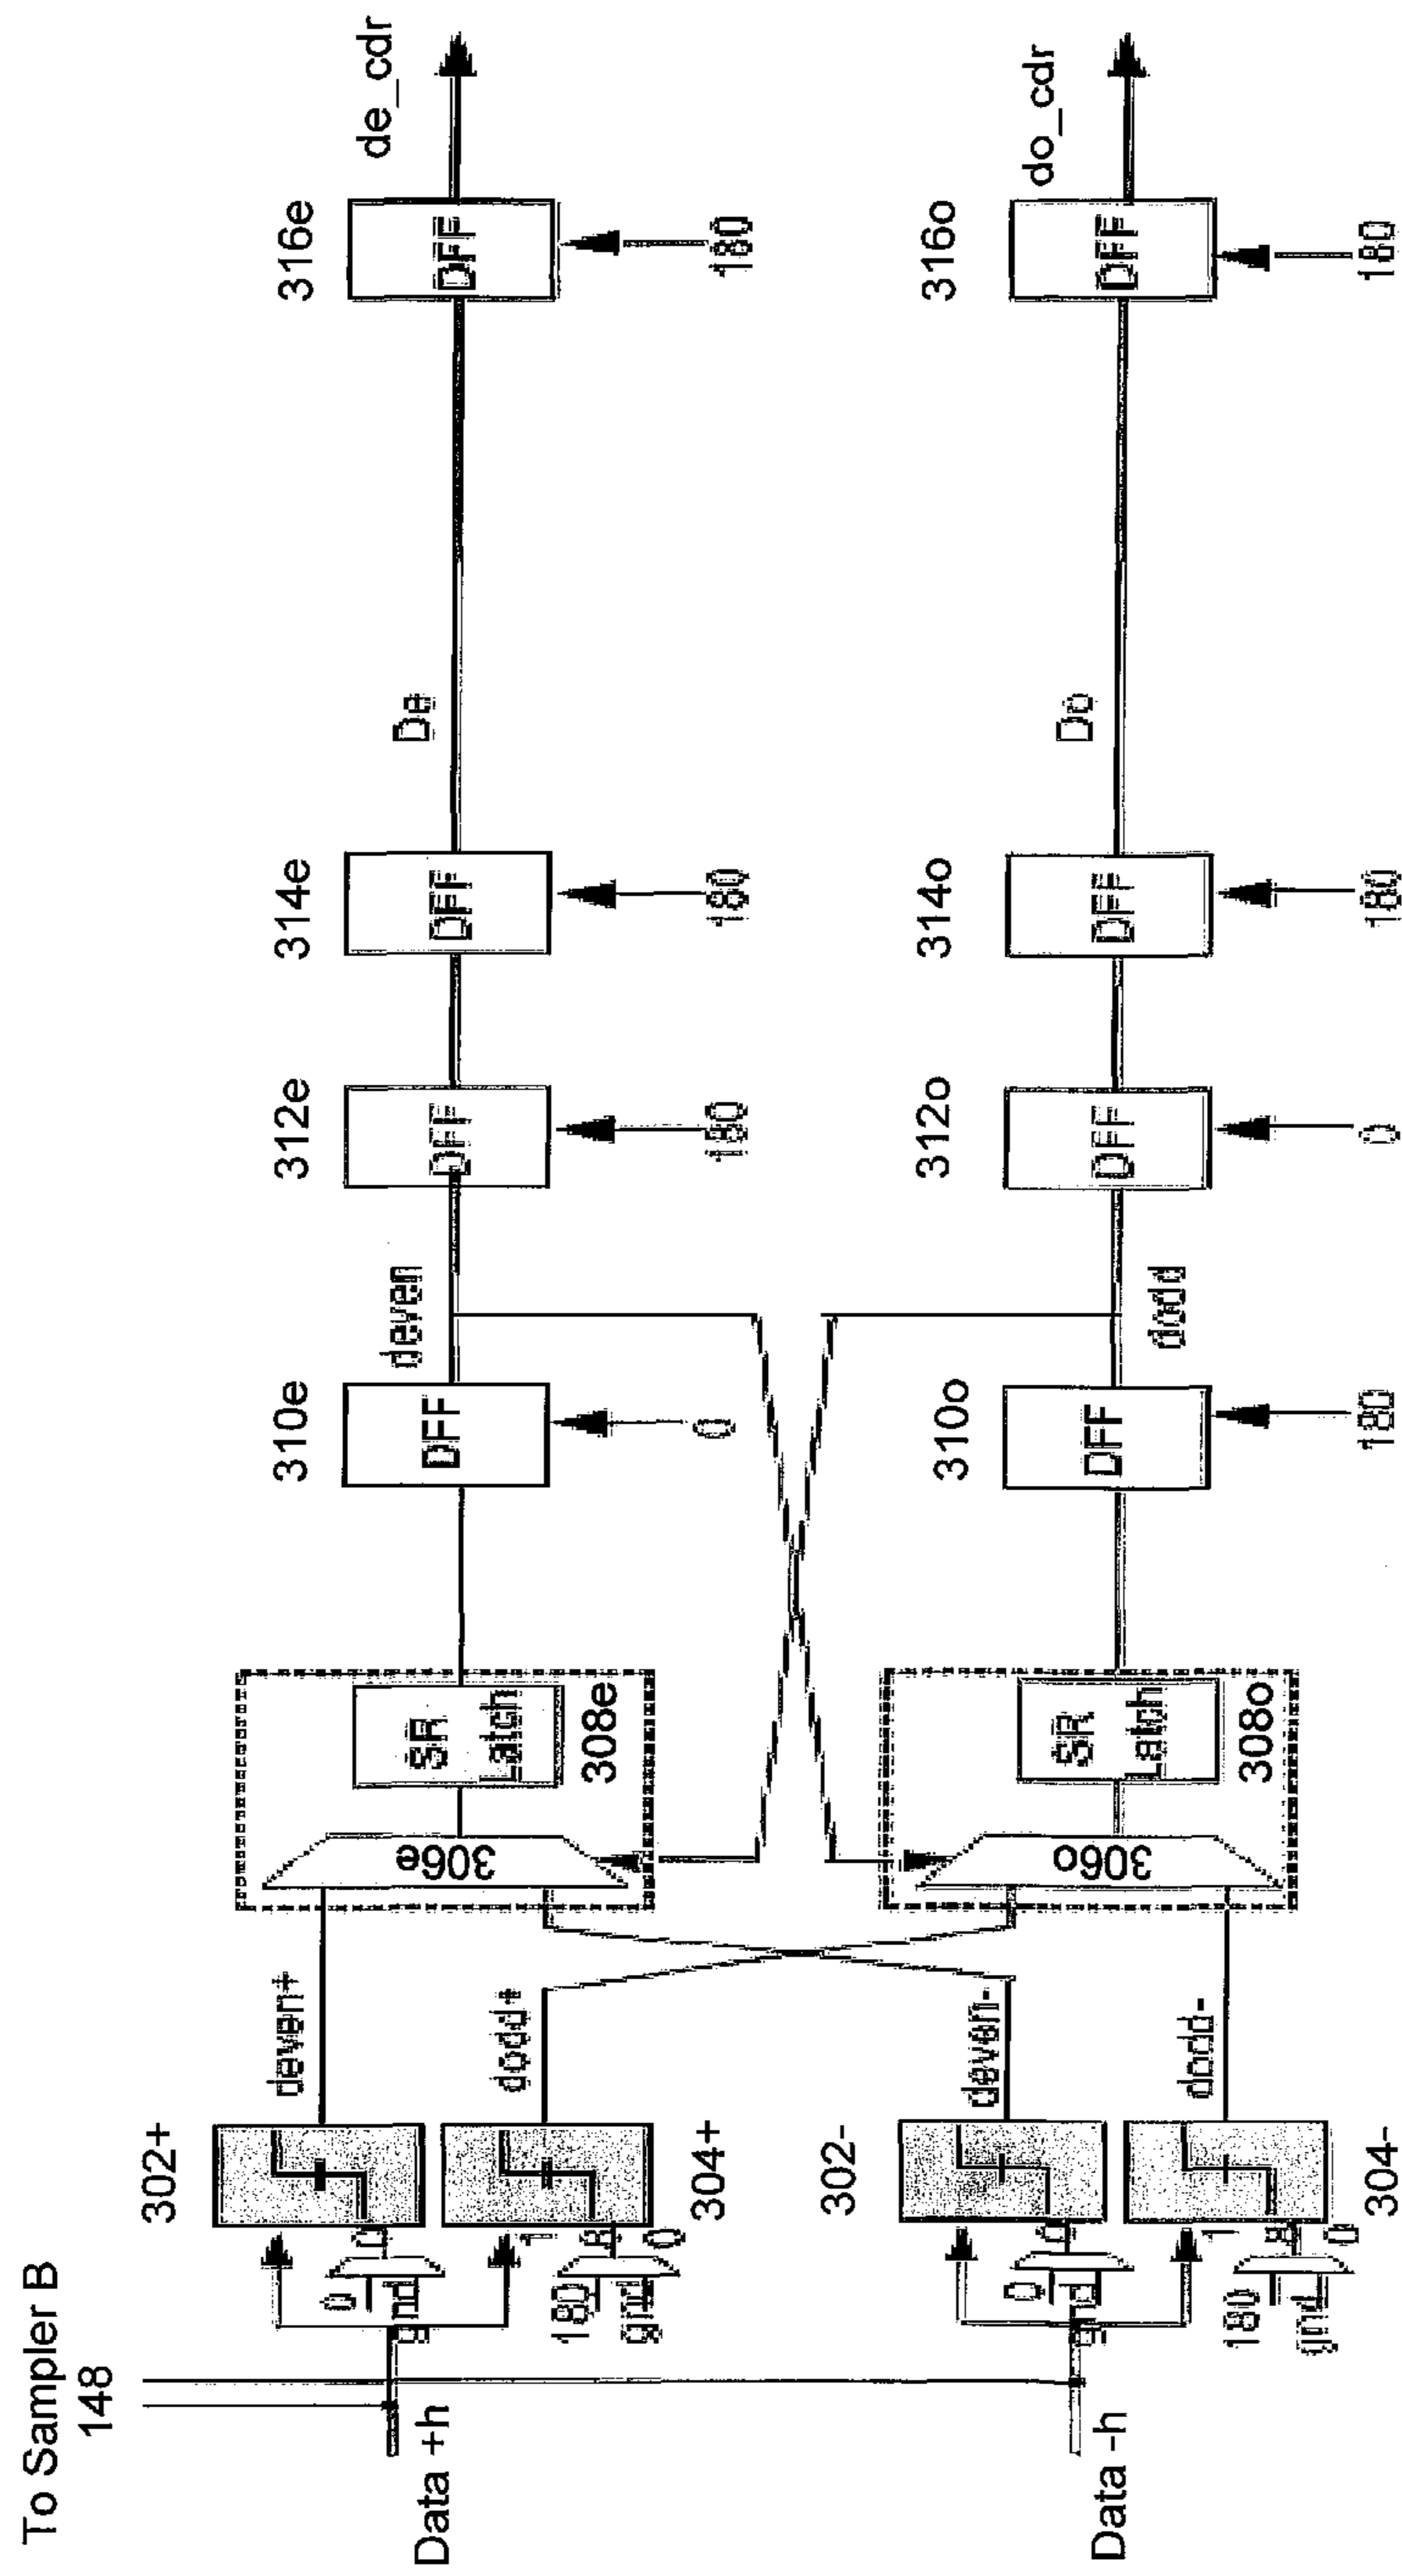 To Sampler B
148
Data +h
Data -h
302+
304+
302-
304-
0
gnd
180
gnd
0
0
gnd
180
gnd
0
deven+
dodd+
deven-
dodd-
306e
SR
Latch
308e
306o
SR
Latch
308o
310e
DFF
0
310o
DFF
180
deven
dodd
312e
DFF
180
312o
DFF
0
314e
DFF
180
314o
DFF
180
De
Do
316e
DFF
180
316o
DFF
180
de_cdr
do_cdr